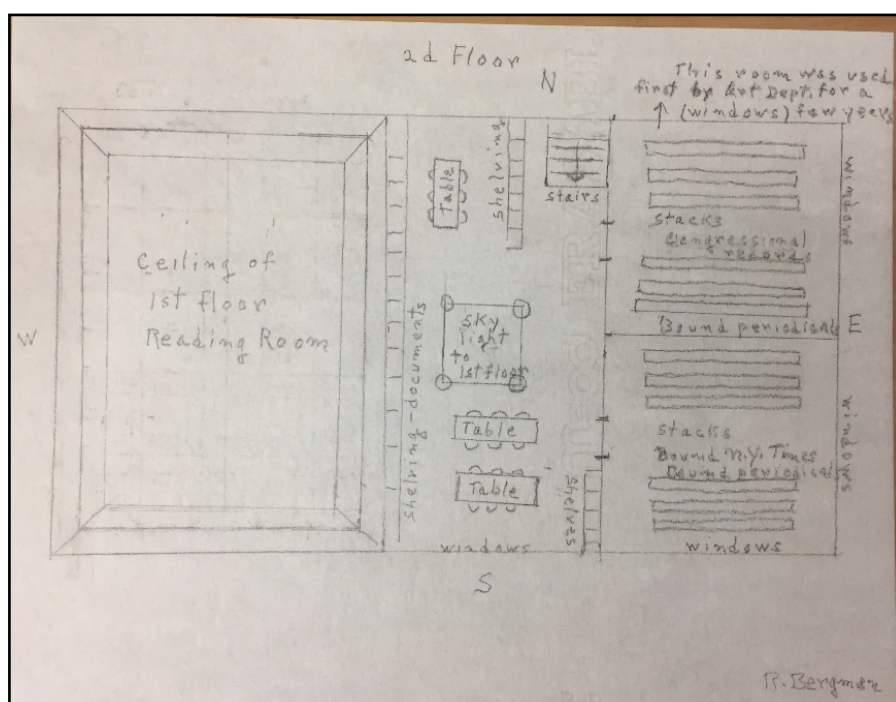 2d Floor
N
This room was used
first by Art Dept. for a
(windows) few years
Table
shelving
stairs
windows
stacks
Congressional
records
Ceiling of
1st floor
Reading Room
W
shelving-documents
sky
light
to
1st floor
Bound periodicals
E
Table
stacks
Bound N.Y. Times
Bound periodicals
windows
Table
shelves
windows
windows
S
R. Bergman